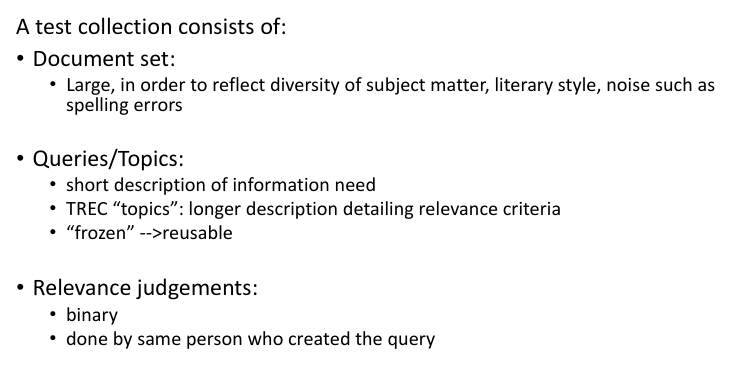 A test collection consists of:
• Document set:
• Large, in order to reflect diversity of subject matter, literary style, noise such as
spelling errors
• Queries/Topics:
• short description of information need
• TREC “topics”: longer description detailing relevance criteria
• “frozen” -->reusable
• Relevance judgements:
• binary
• done by same person who created the query